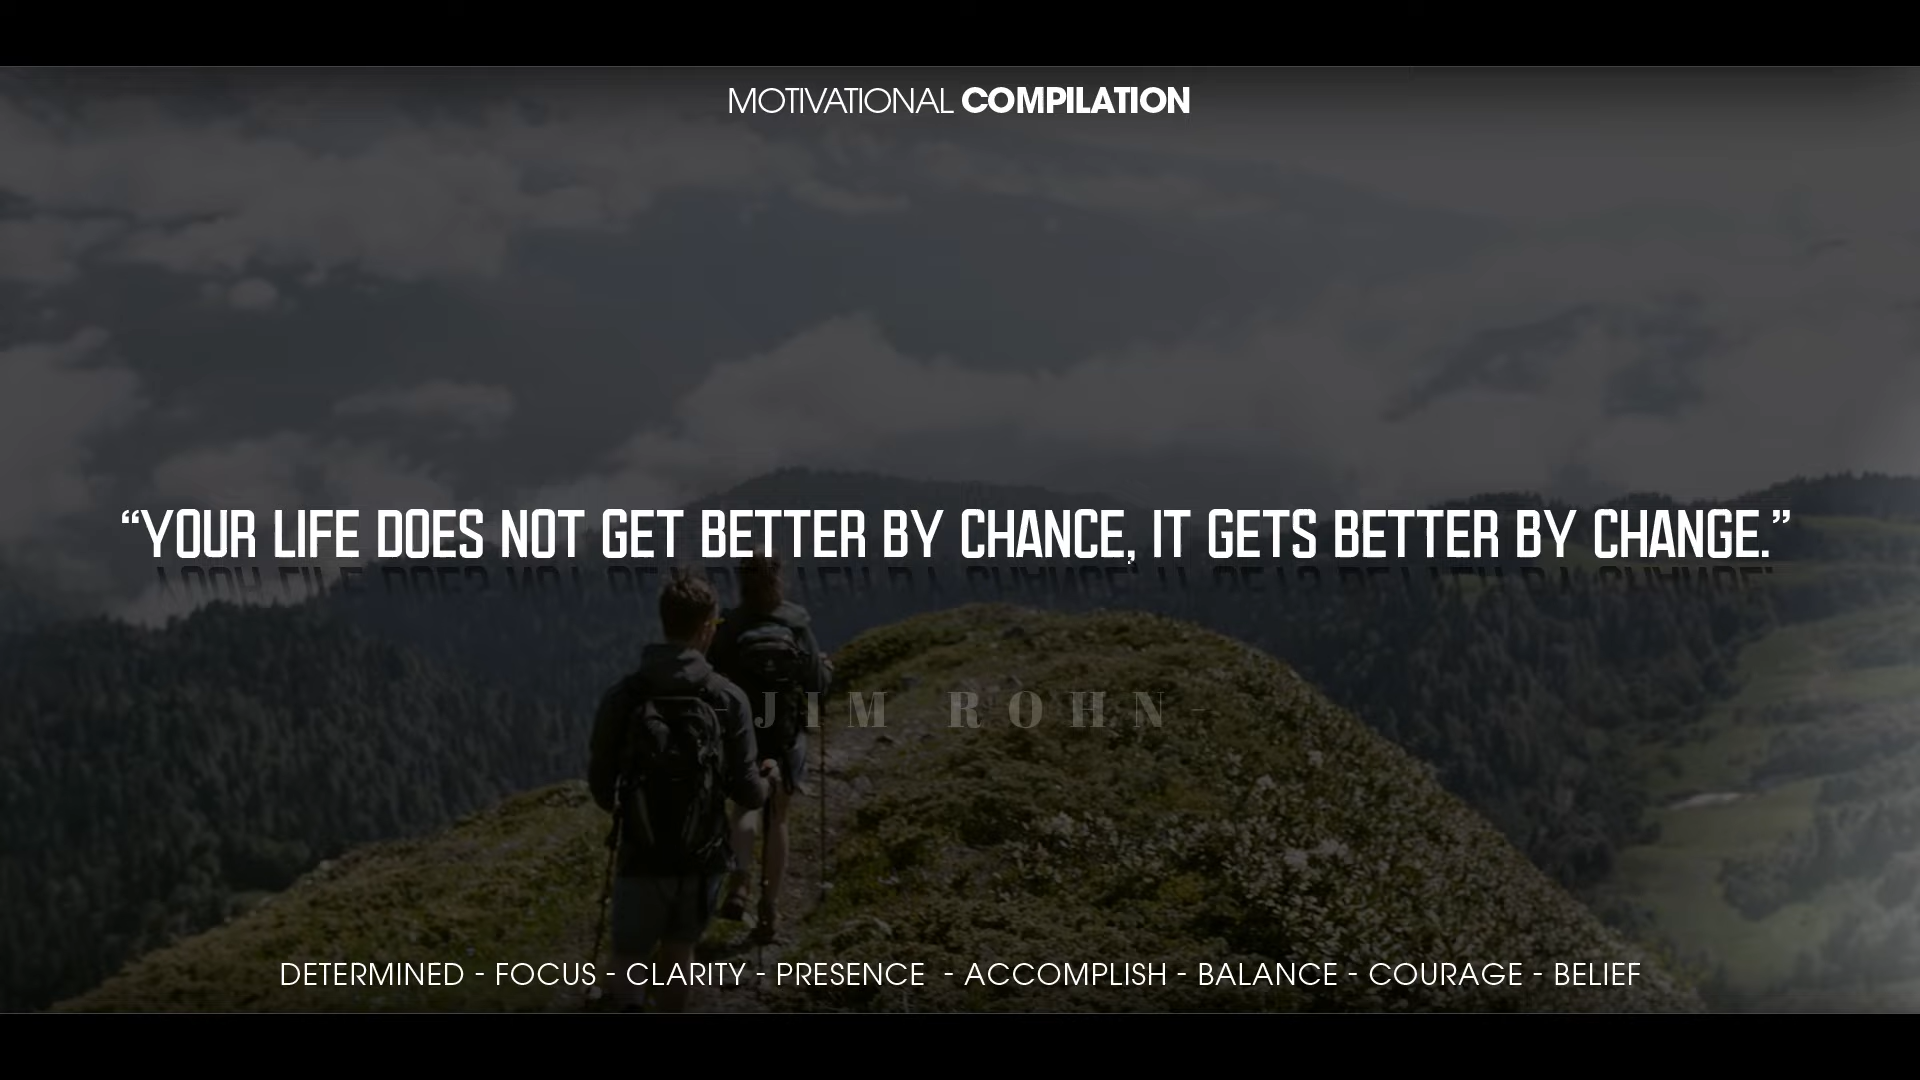 MOTIVATIONAL COMPILATION
“YOUR LIFE DOES NOT GET BETTER BY CHANCE, IT GETS BETTER BY CHANGE.”
- JIM ROHN -
DETERMINED - FOCUS - CLARITY - PRESENCE - ACCOMPLISH - BALANCE - COURAGE - BELIEF